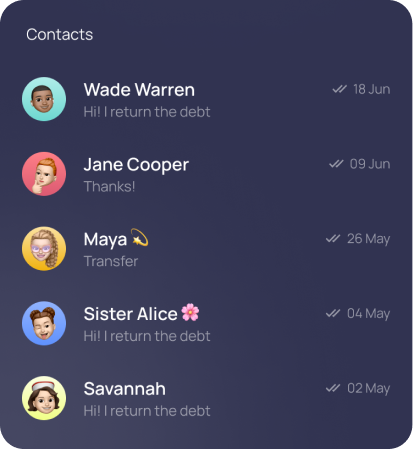 Contacts
Wade Warren 18 Jun
Hi! I return the debt
Jane Cooper 09 Jun
Thanks!
Maya 💫 26 May
Transfer
Sister Alice 🌸 04 May
Hi! I return the debt
Savannah 02 May
Hi! I return the debt